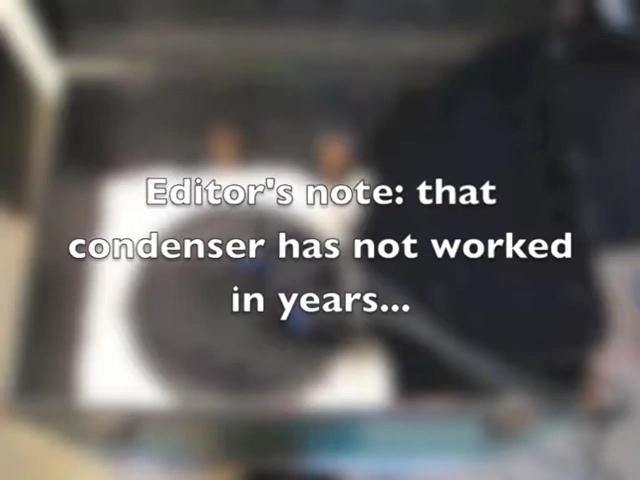 Editor's note: that
condenser has not worked
in years...